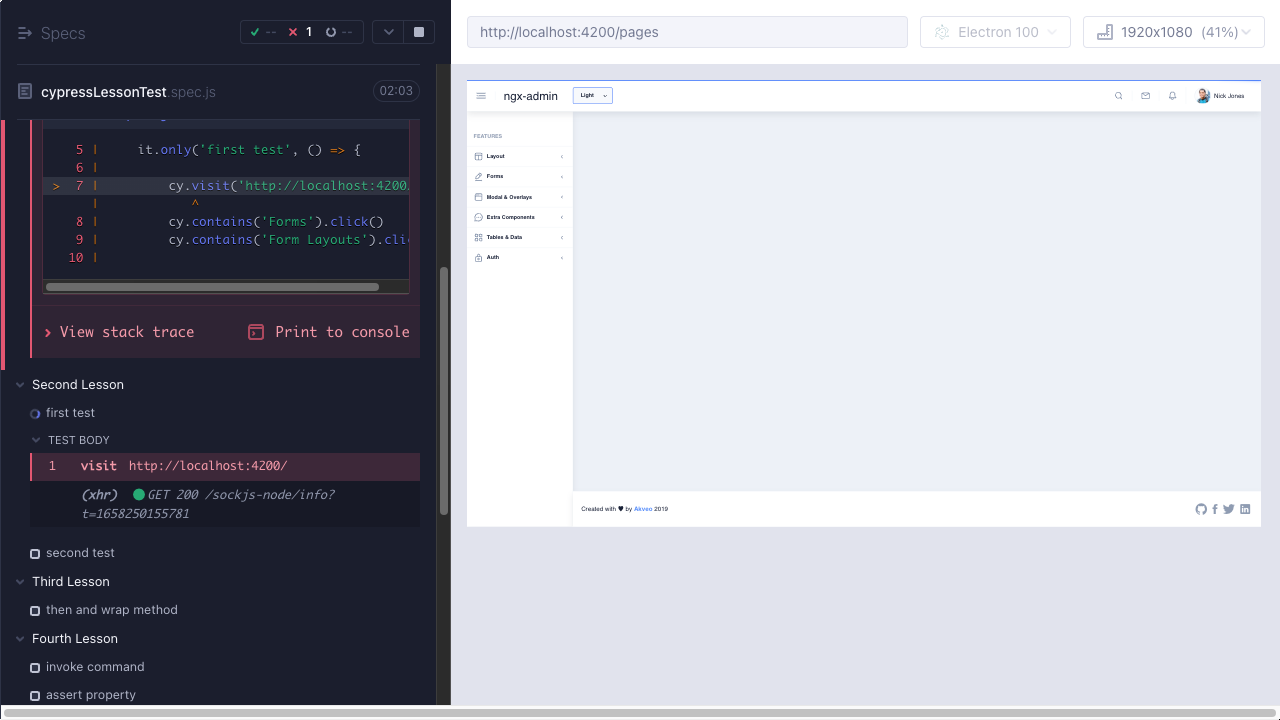 Specs
-- 1 --
cypressLessonTest.spec.js 02:03
5 | it.only('first test', () => {
6 |
> 7 | cy.visit('http://localhost:4200
| ^
8 | cy.contains('Forms').click()
9 | cy.contains('Form Layouts').cli
10 |
View stack trace
Print to console
Second Lesson
first test
TEST BODY
1 visit http://localhost:4200/
(xhr) GET 200 /sockjs-node/info?
t=1658250155781
second test
Third Lesson
then and wrap method
Fourth Lesson
invoke command
assert property
http://localhost:4200/pages
Electron 100
1920x1080 (41%)
ngx-admin
Light
Nick Jones
FEATURES
Layout
Forms
Modal & Overlays
Extra Components
Tables & Data
Auth
Created with ♥ by Akveo 2019